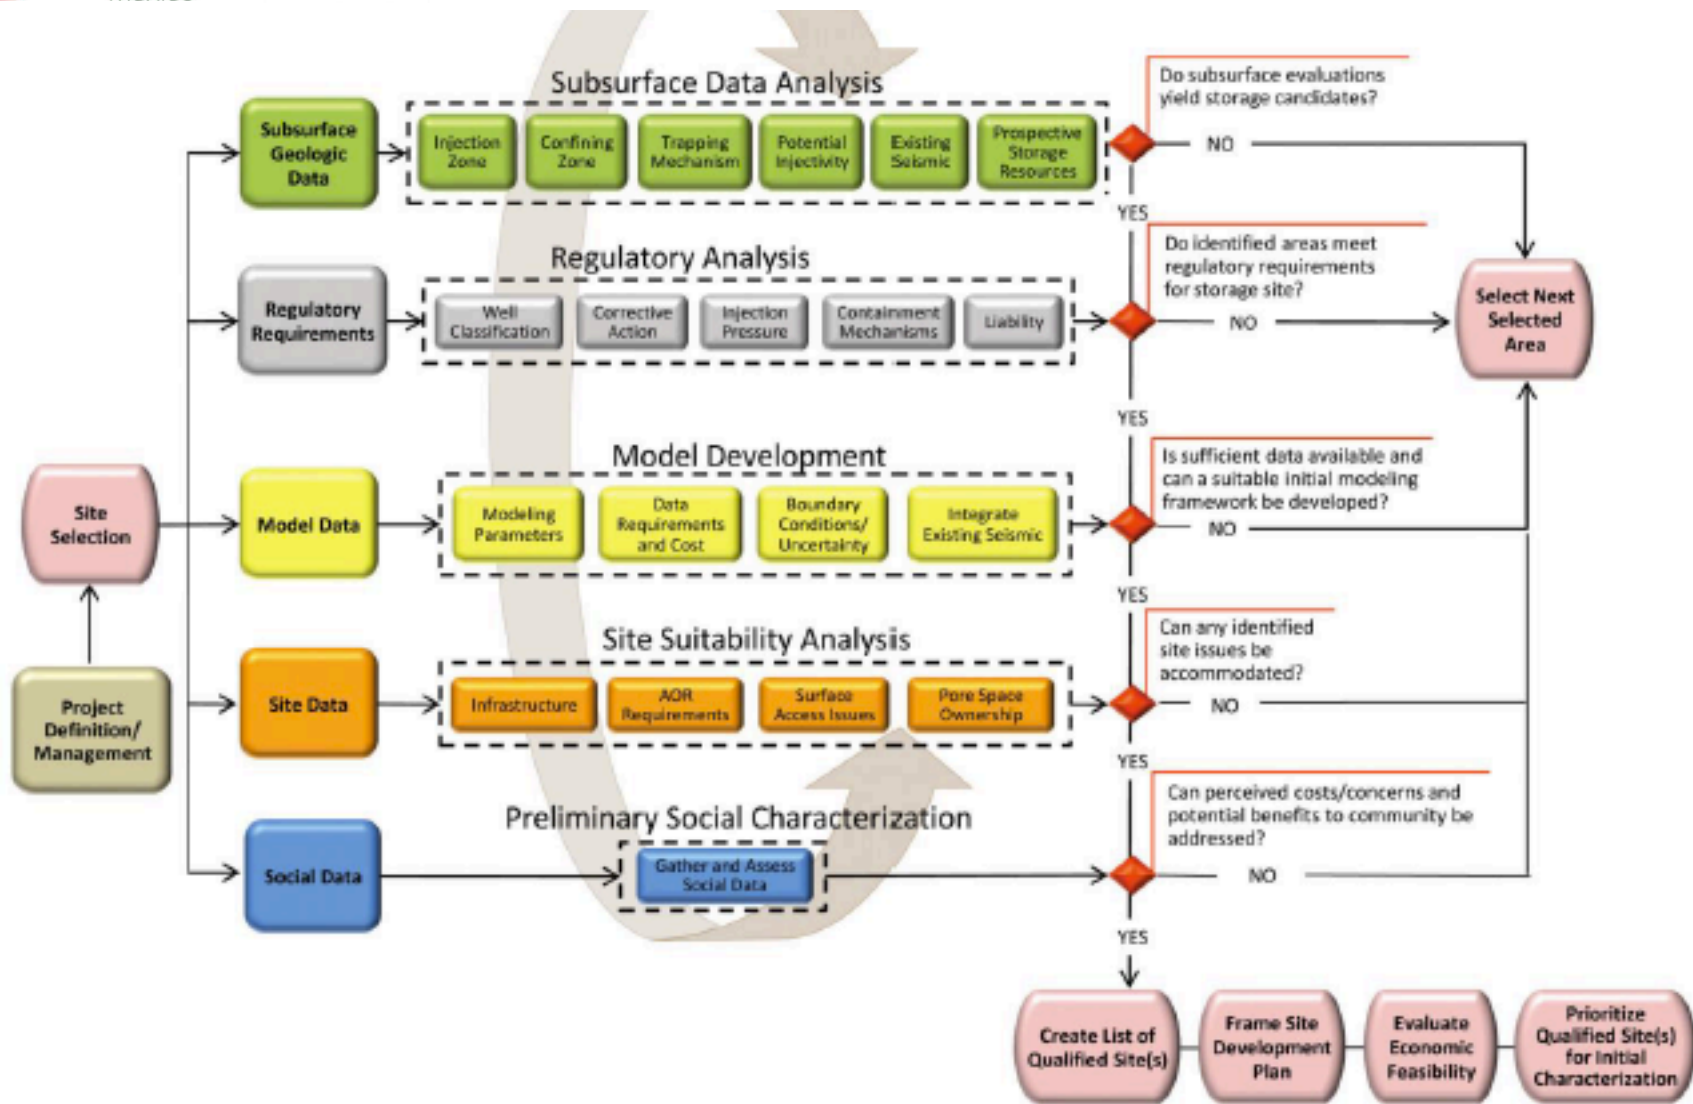 Subsurface Data Analysis
Do subsurface evaluations
yield storage candidates?
Subsurface
Geologic
Data
Injection
Zone
Confining
Zone
Trapping
Mechanism
Potential
Injectivity
Existing
Seismic
Prospective
Storage
Resources
NO
YES
Regulatory Analysis
Do identified areas meet
regulatory requirements
for storage site?
Regulatory
Requirements
Well
Classification
Corrective
Action
Injection
Pressure
Containment
Mechanisms
Liability
NO
Select Next
Selected
Area
YES
Model Development
Is sufficient data available and
can a suitable initial modeling
framework be developed?
Site
Selection
Model Data
Modeling
Parameters
Data
Requirements
and Cost
Boundary
Conditions/
Uncertainty
Integrate
Existing Seismic
NO
YES
Site Suitability Analysis
Can any identified
site issues be
accommodated?
Project
Definition/
Management
Site Data
Infrastructure
AOR
Requirements
Surface
Access Issues
Pore Space
Ownership
NO
YES
Preliminary Social Characterization
Can perceived costs/concerns and
potential benefits to community be
addressed?
Social Data
Gather and Assess
Social Data
NO
YES
Create List of
Qualified Site(s)
Frame Site
Development
Plan
Evaluate
Economic
Feasibility
Prioritize
Qualified Site(s)
for Initial
Characterization